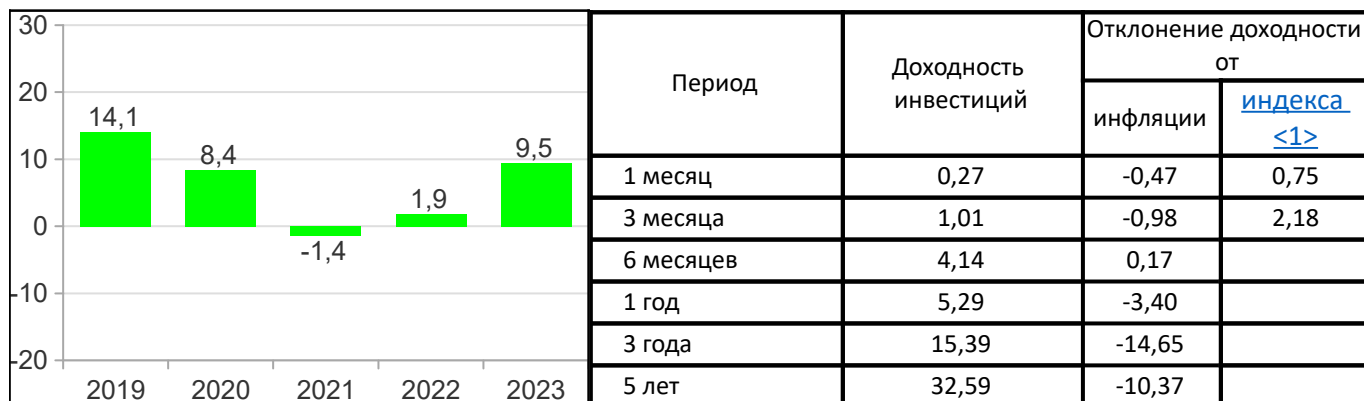 30
20
10
0
-10
-20
14,1
8,4
-1,4
1,9
9,5
2019 2020 2021 2022 2023
Период
Доходность
инвестиций
Отклонение доходности
от
инфляции
индекса
<1>
1 месяц 0,27 -0,47 0,75
3 месяца 1,01 -0,98 2,18
6 месяцев 4,14 0,17
1 год 5,29 -3,40
3 года 15,39 -14,65
5 лет 32,59 -10,37